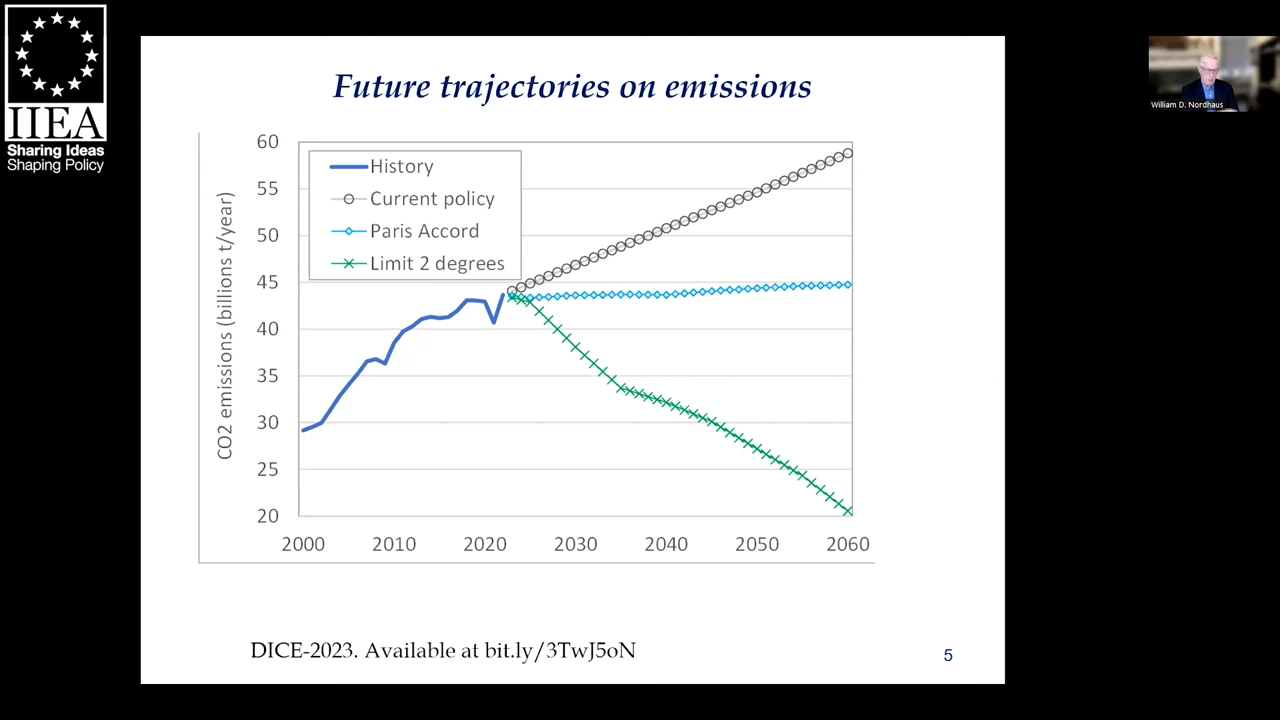 IIEA
Sharing Ideas
Shaping Policy
Future trajectories on emissions
William D. Nordhaus
CO2 emissions (billions t/year)
60
55
50
45
40
35
30
25
20
History
Current policy
Paris Accord
Limit 2 degrees
2000 2010 2020 2030 2040 2050 2060
DICE-2023. Available at bit.ly/3TwJ5oN
5